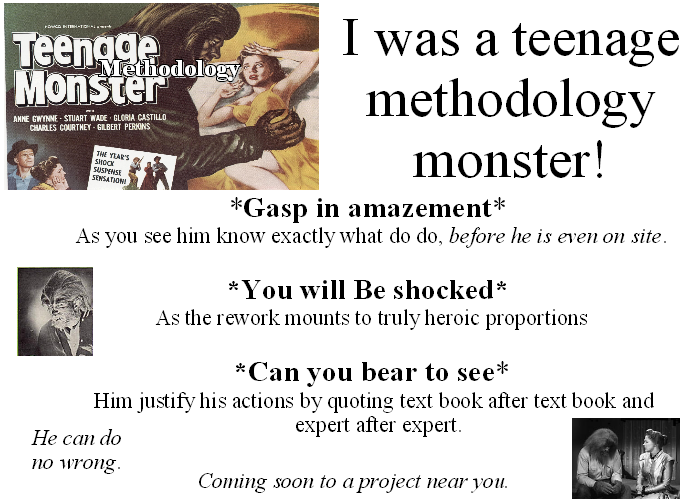 HOWCO INTERNATIONAL presents
Teenage
Methodology
Monster
ANNE GWYNNE · STUART WADE · GLORIA CASTILLO
CHARLES COURTNEY · GILBERT PERKINS
THE YEAR'S
SHOCK
SUSPENSE
SENSATION!
I was a teenage
methodology
monster!
*Gasp in amazement*
As you see him know exactly what do do, before he is even on site.
*You will Be shocked*
As the rework mounts to truly heroic proportions
*Can you bear to see*
Him justify his actions by quoting text book after text book and
expert after expert.
He can do
no wrong.
Coming soon to a project near you.